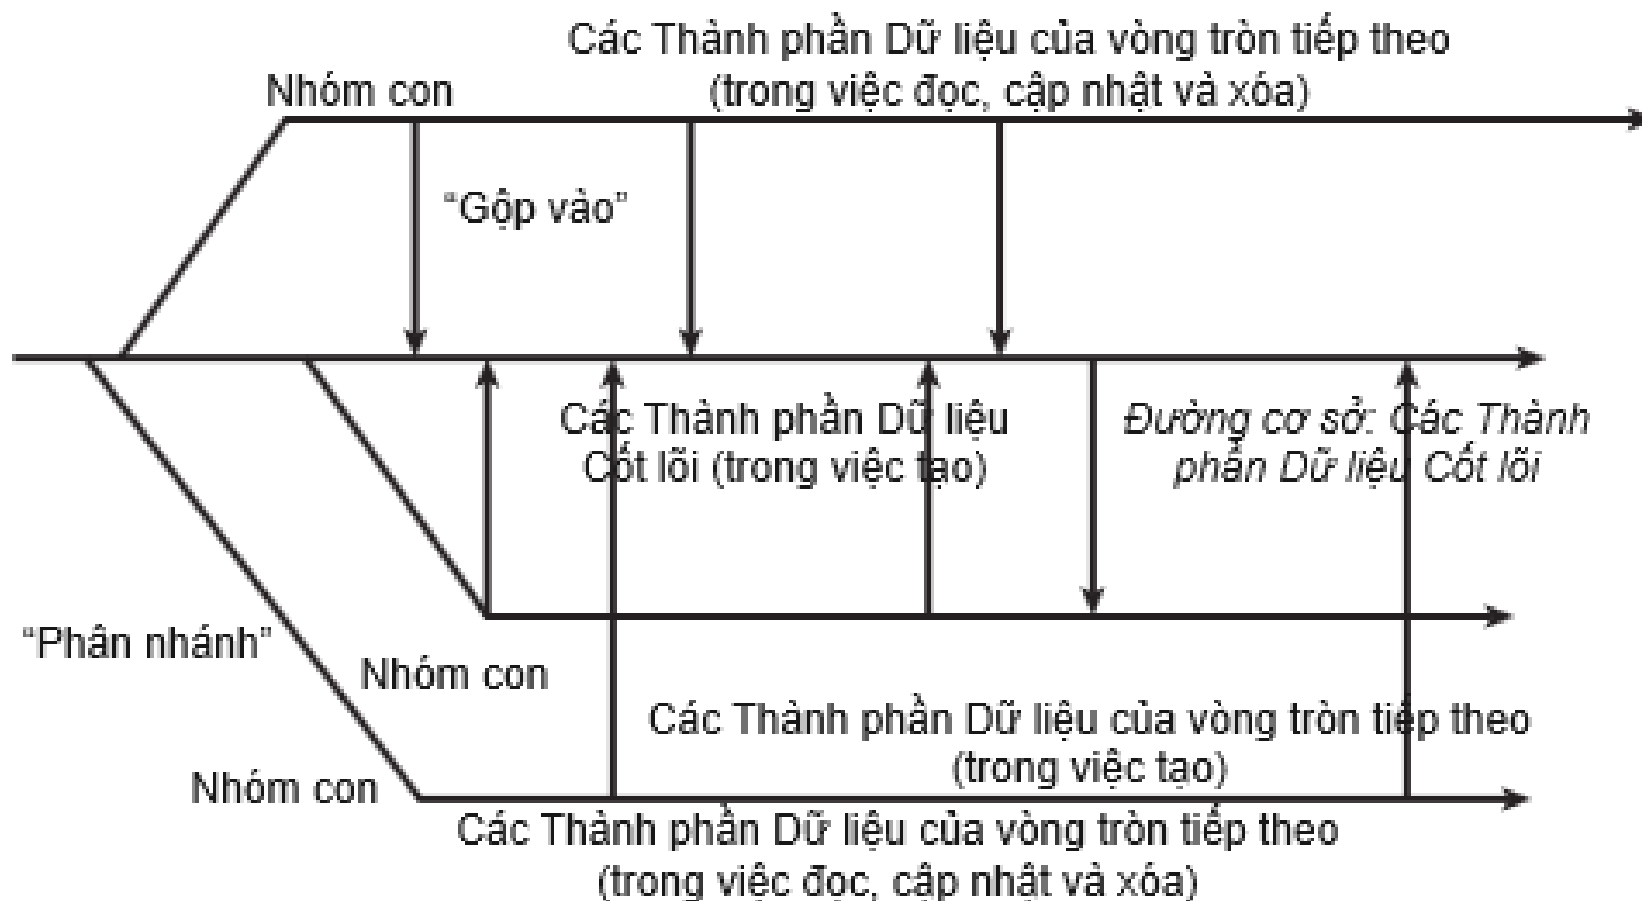 Các Thành phần Dữ liệu của vòng tròn tiếp theo
(trong việc đọc, cập nhật và xóa)
Nhóm con
“Gộp vào”
Các Thành phần Dữ liệu
Cốt lõi (trong việc tạo)
Đường cơ sở: Các Thành
phần Dữ liệu Cốt lõi
“Phân nhánh”
Nhóm con
Các Thành phần Dữ liệu của vòng tròn tiếp theo
(trong việc tạo)
Nhóm con
Các Thành phần Dữ liệu của vòng tròn tiếp theo
(trong việc đọc, cập nhật và xóa)